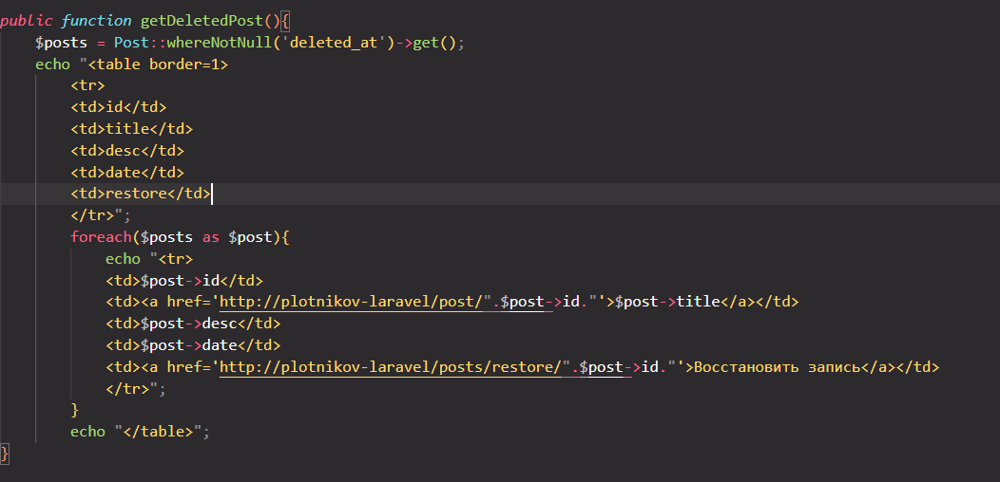 public function getDeletedPost(){
    $posts = Post::whereNotNull('deleted_at')->get();
    echo "<table border=1>
        <tr>
        <td>id</td>
        <td>title</td>
        <td>desc</td>
        <td>date</td>
        <td>restore</td>
        </tr>";
        foreach($posts as $post){
            echo "<tr>
            <td>$post->id</td>
            <td><a href='http://plotnikov-laravel/post/".$post->id."'>$post->title</a></td>
            <td>$post->desc</td>
            <td>$post->date</td>
            <td><a href='http://plotnikov-laravel/posts/restore/".$post->id."'>Восстановить запись</a></td>
            </tr>";
        }
        echo "</table>";
}